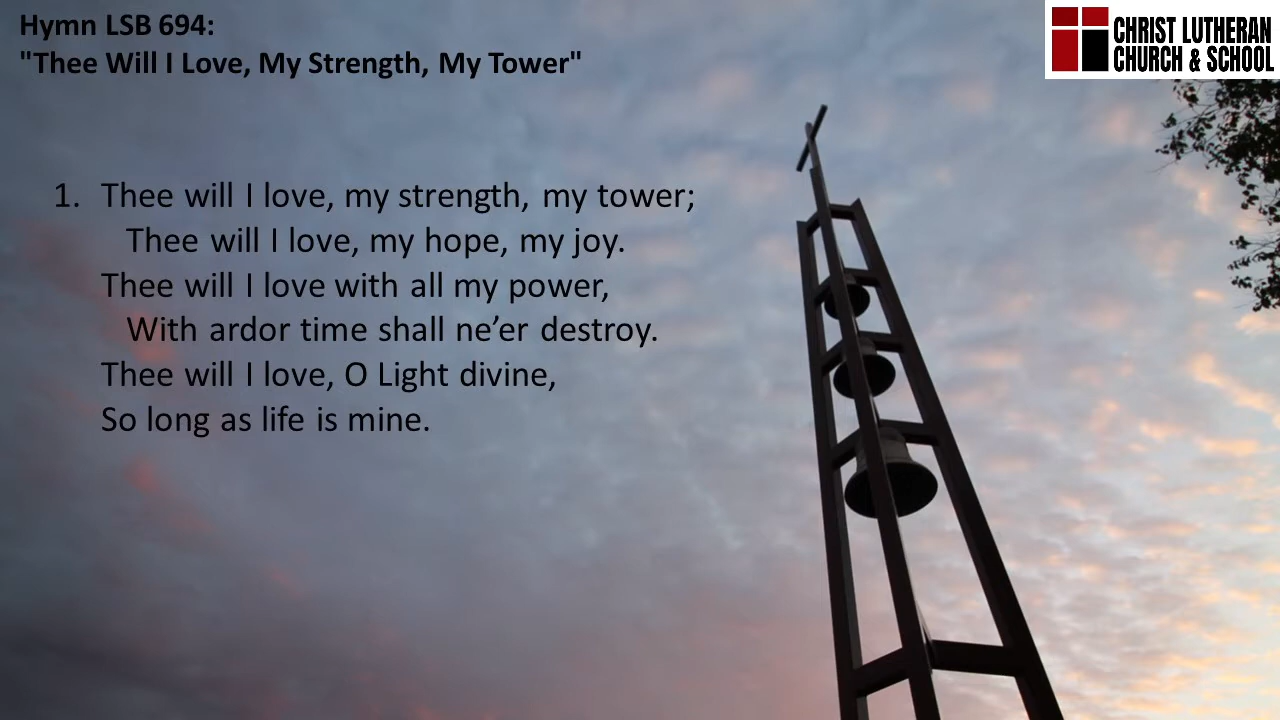 Hymn LSB 694:
"Thee Will I Love, My Strength, My Tower"
CHRIST LUTHERAN
CHURCH & SCHOOL
1. Thee will I love, my strength, my tower;
Thee will I love, my hope, my joy.
Thee will I love with all my power,
With ardor time shall ne’er destroy.
Thee will I love, O Light divine,
So long as life is mine.